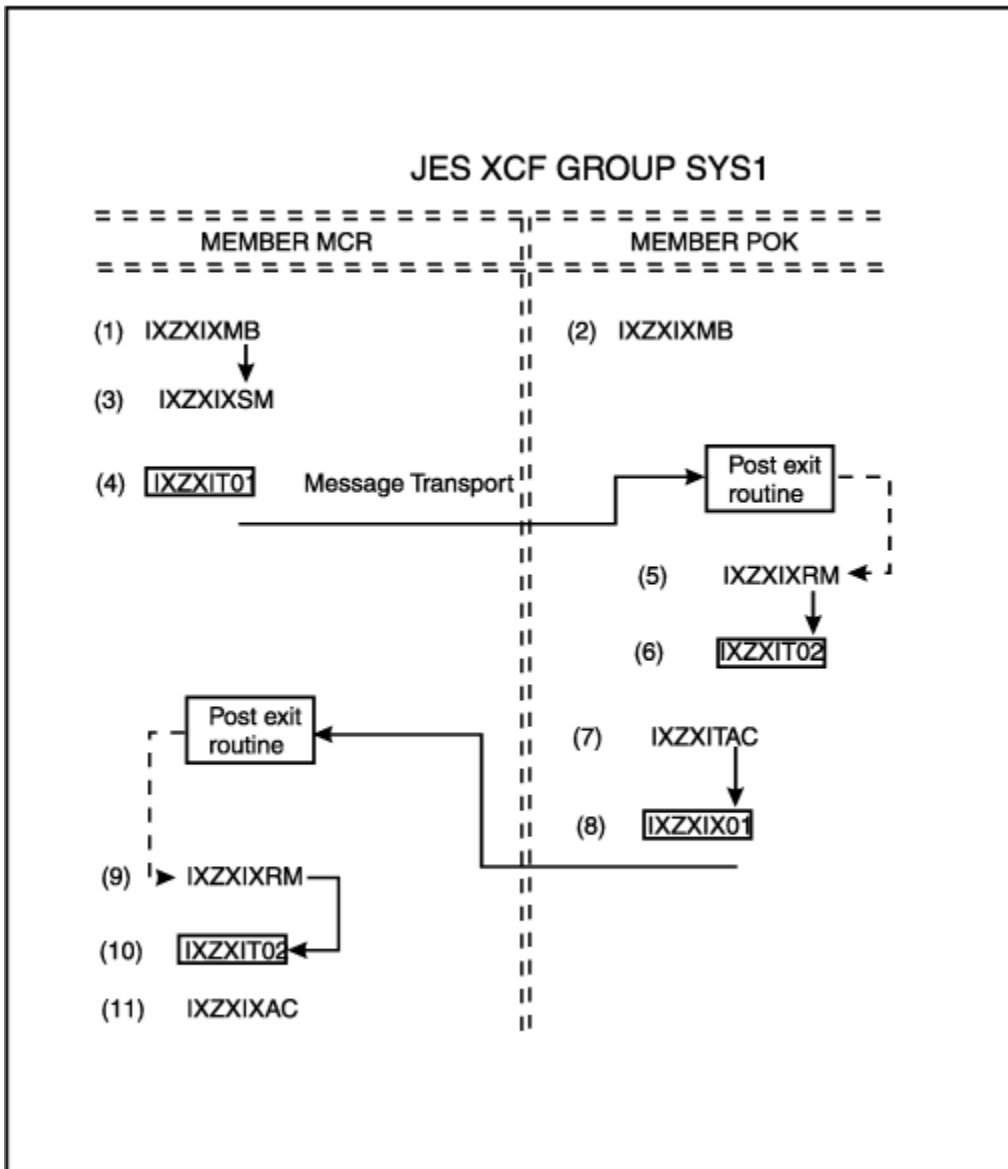 JES XCF GROUP SYS1
MEMBER MCR
MEMBER POK
(1) IXZXIXMB
(2) IXZXIXMB
(3) IXZXIXSM
(4) IXZXIT01
Message Transport
Post exit
routine
(5) IXZXIXRM
(6) IXZXIT02
Post exit
routine
(7) IXZXITAC
(8) IXZXIX01
(9) IXZXIXRM
(10) IXZXIT02
(11) IXZXIXAC